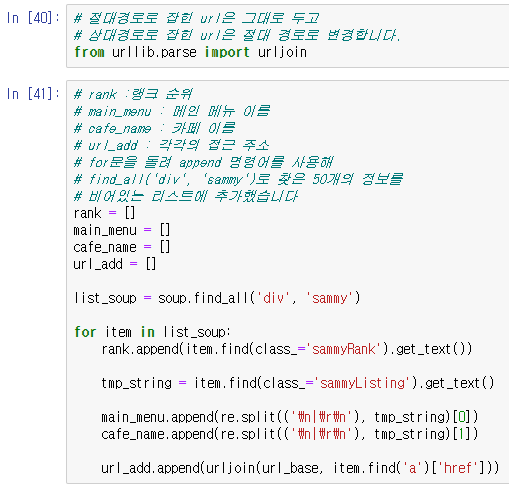 In [40]:
# 절대경로로 잡힌 url은 그대로 두고
# 상대경로로 잡힌 url은 절대 경로로 변경합니다.
from urllib.parse import urljoin
In [41]:
# rank :랭크 순위
# main_menu : 메인 메뉴 이름
# cafe_name : 카페 이름
# url_add : 각각의 접근 주소
# for문을 돌려 append 명령어를 사용해
# find_all('div', 'sammy')로 찾은 50개의 정보를
# 비어있는 리스트에 추가했습니다
rank = []
main_menu = []
cafe_name = []
url_add = []
list_soup = soup.find_all('div', 'sammy')
for item in list_soup:
rank.append(item.find(class_='sammyRank').get_text())
tmp_string = item.find(class_='sammyListing').get_text()
main_menu.append(re.split(('₩n|₩r₩n'), tmp_string)[0])
cafe_name.append(re.split(('₩n|₩r₩n'), tmp_string)[1])
url_add.append(urljoin(url_base, item.find('a')['href']))